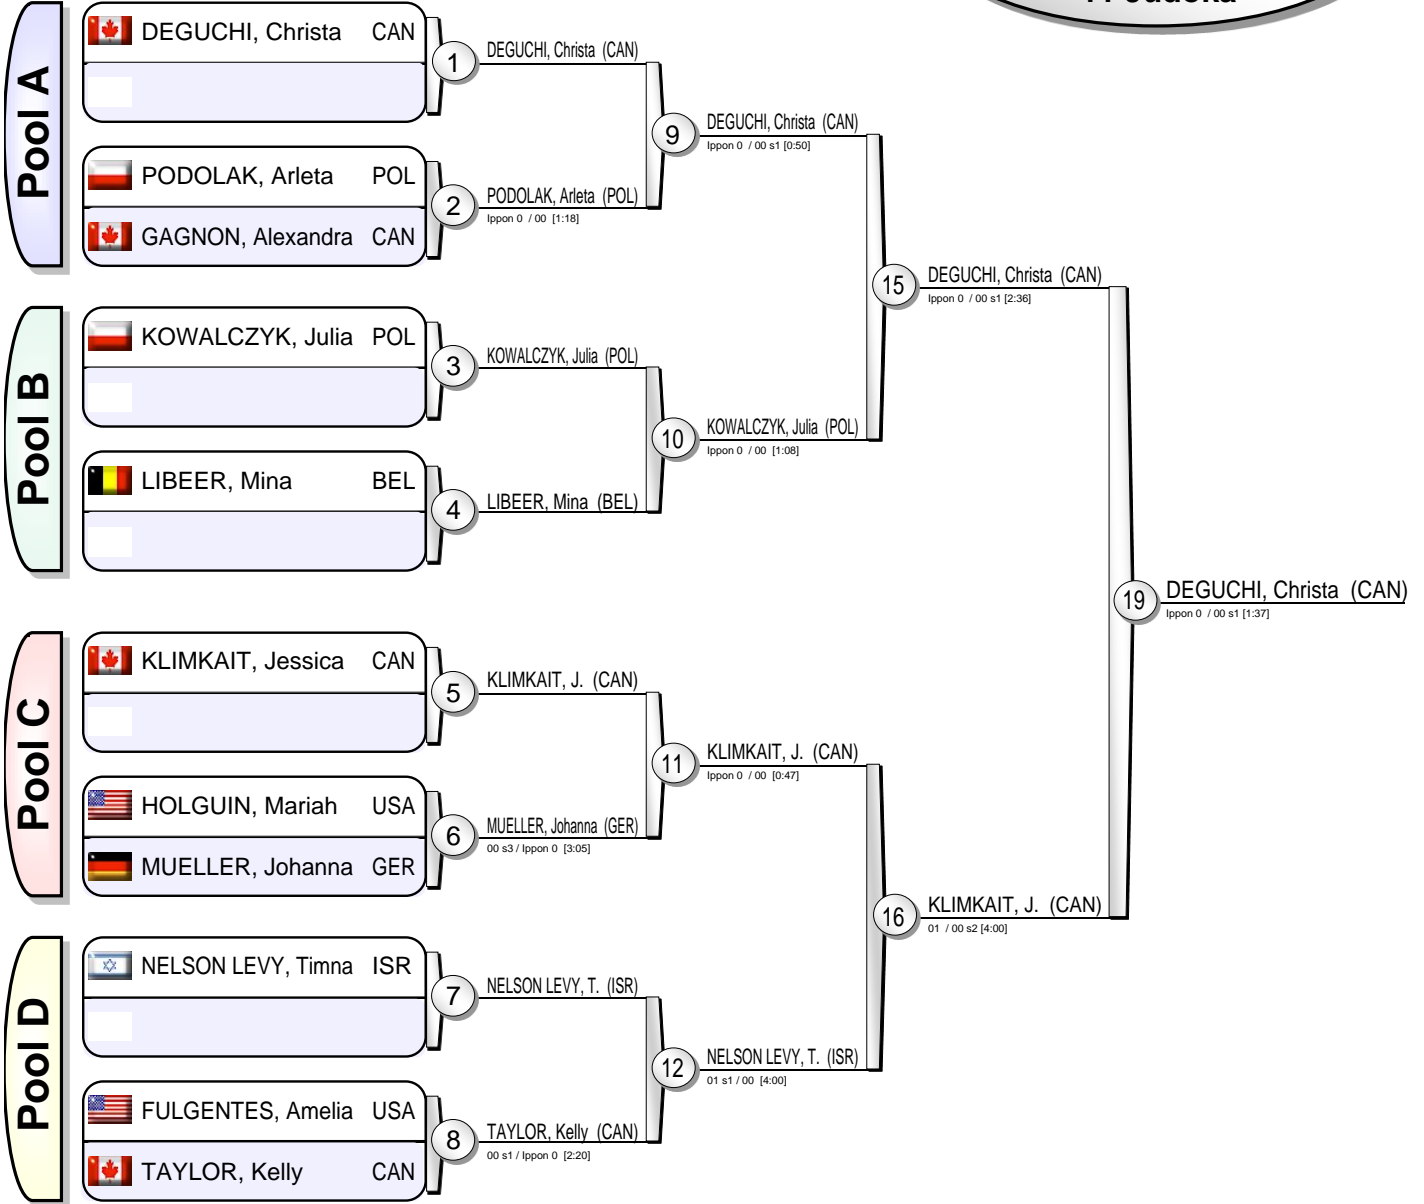 Pool A
DEGUCHI, Christa CAN
1
DEGUCHI, Christa (CAN)
PODOLAK, Arleta POL
GAGNON, Alexandra CAN
2
PODOLAK, Arleta (POL)
Ippon 0 / 00 [1:18]
9
DEGUCHI, Christa (CAN)
Ippon 0 / 00 s1 [0:50]
Pool B
KOWALCZYK, Julia POL
3
KOWALCZYK, Julia (POL)
LIBEER, Mina BEL
4
LIBEER, Mina (BEL)
10
KOWALCZYK, Julia (POL)
Ippon 0 / 00 [1:08]
15
DEGUCHI, Christa (CAN)
Ippon 0 / 00 s1 [2:36]
Pool C
KLIMKAIT, Jessica CAN
5
KLIMKAIT, J. (CAN)
HOLGUIN, Mariah USA
MUELLER, Johanna GER
6
MUELLER, Johanna (GER)
00 s3 / Ippon 0 [3:05]
11
KLIMKAIT, J. (CAN)
Ippon 0 / 00 [0:47]
Pool D
NELSON LEVY, Timna ISR
7
NELSON LEVY, T. (ISR)
FULGENTES, Amelia USA
TAYLOR, Kelly CAN
8
TAYLOR, Kelly (CAN)
00 s1 / Ippon 0 [2:20]
12
NELSON LEVY, T. (ISR)
01 s1 / 00 [4:00]
16
KLIMKAIT, J. (CAN)
01 / 00 s2 [4:00]
19
DEGUCHI, Christa (CAN)
Ippon 0 / 00 s1 [1:37]